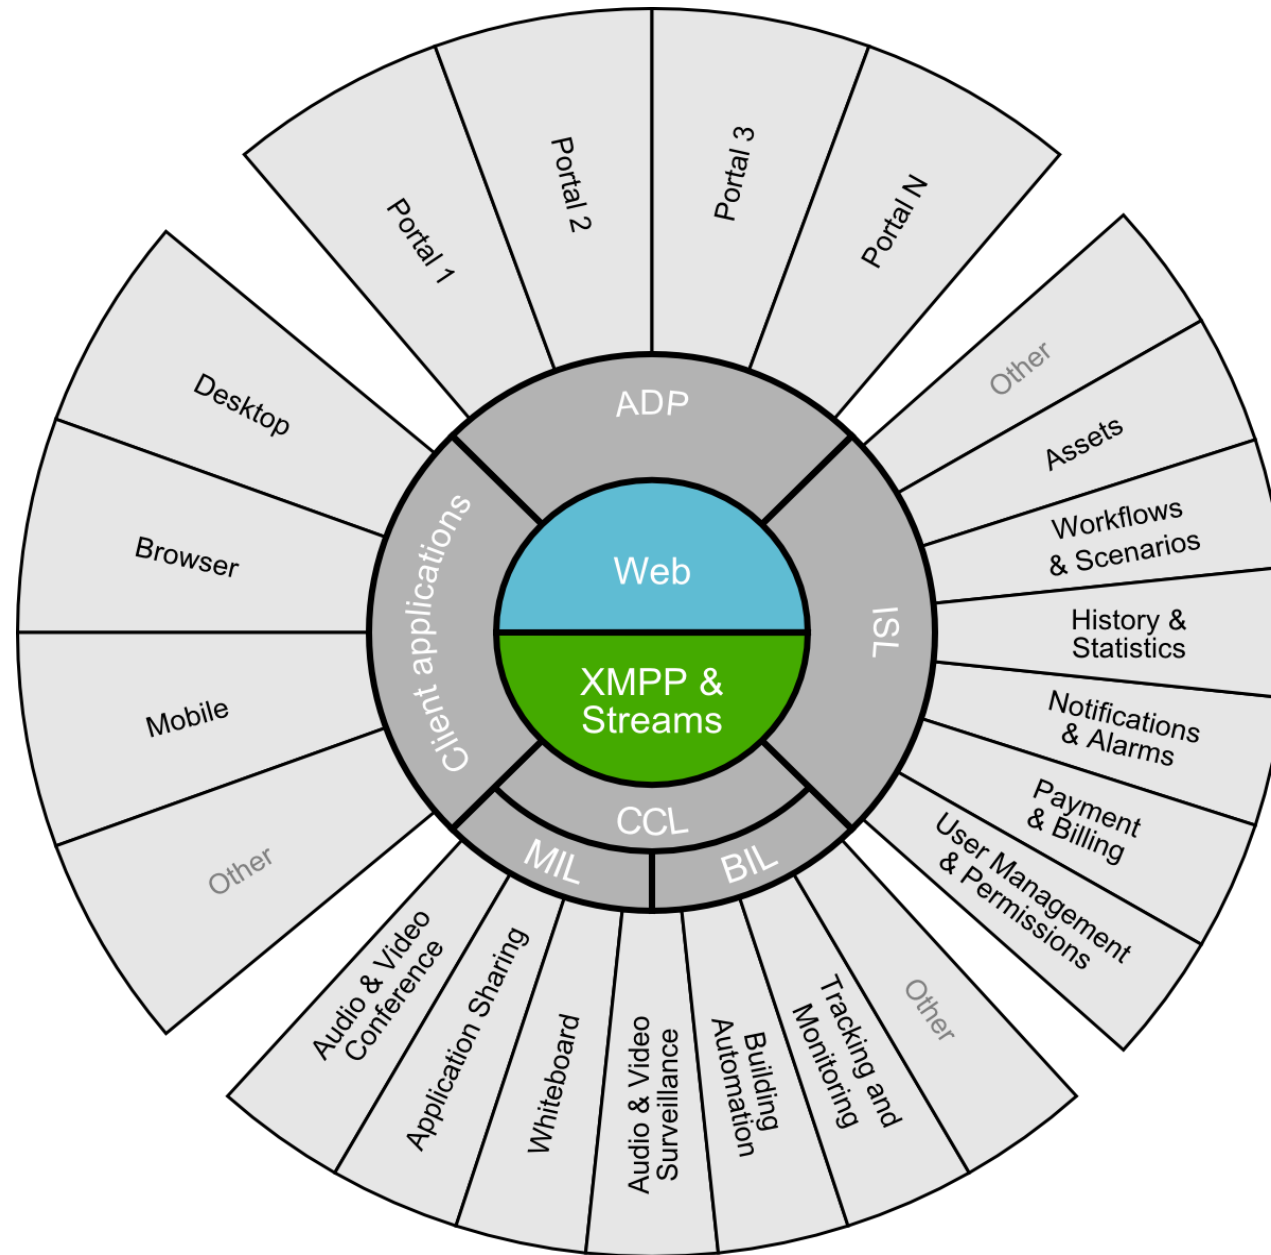 Portal 1
Portal 2
Portal 3
Portal N
Other
Assets
Workflows
& Scenarios
History &
Statistics
Notifications
& Alarms
Payment
& Billing
User Management
& Permissions
Other
Tracking and
Monitoring
Building
Automation
Audio & Video
Surveillance
Whiteboard
Application Sharing
Audio & Video
Conference
Other
Mobile
Browser
Desktop
ADP
ISL
BIL
MIL
CCL
Client applications
Web
XMPP &
Streams